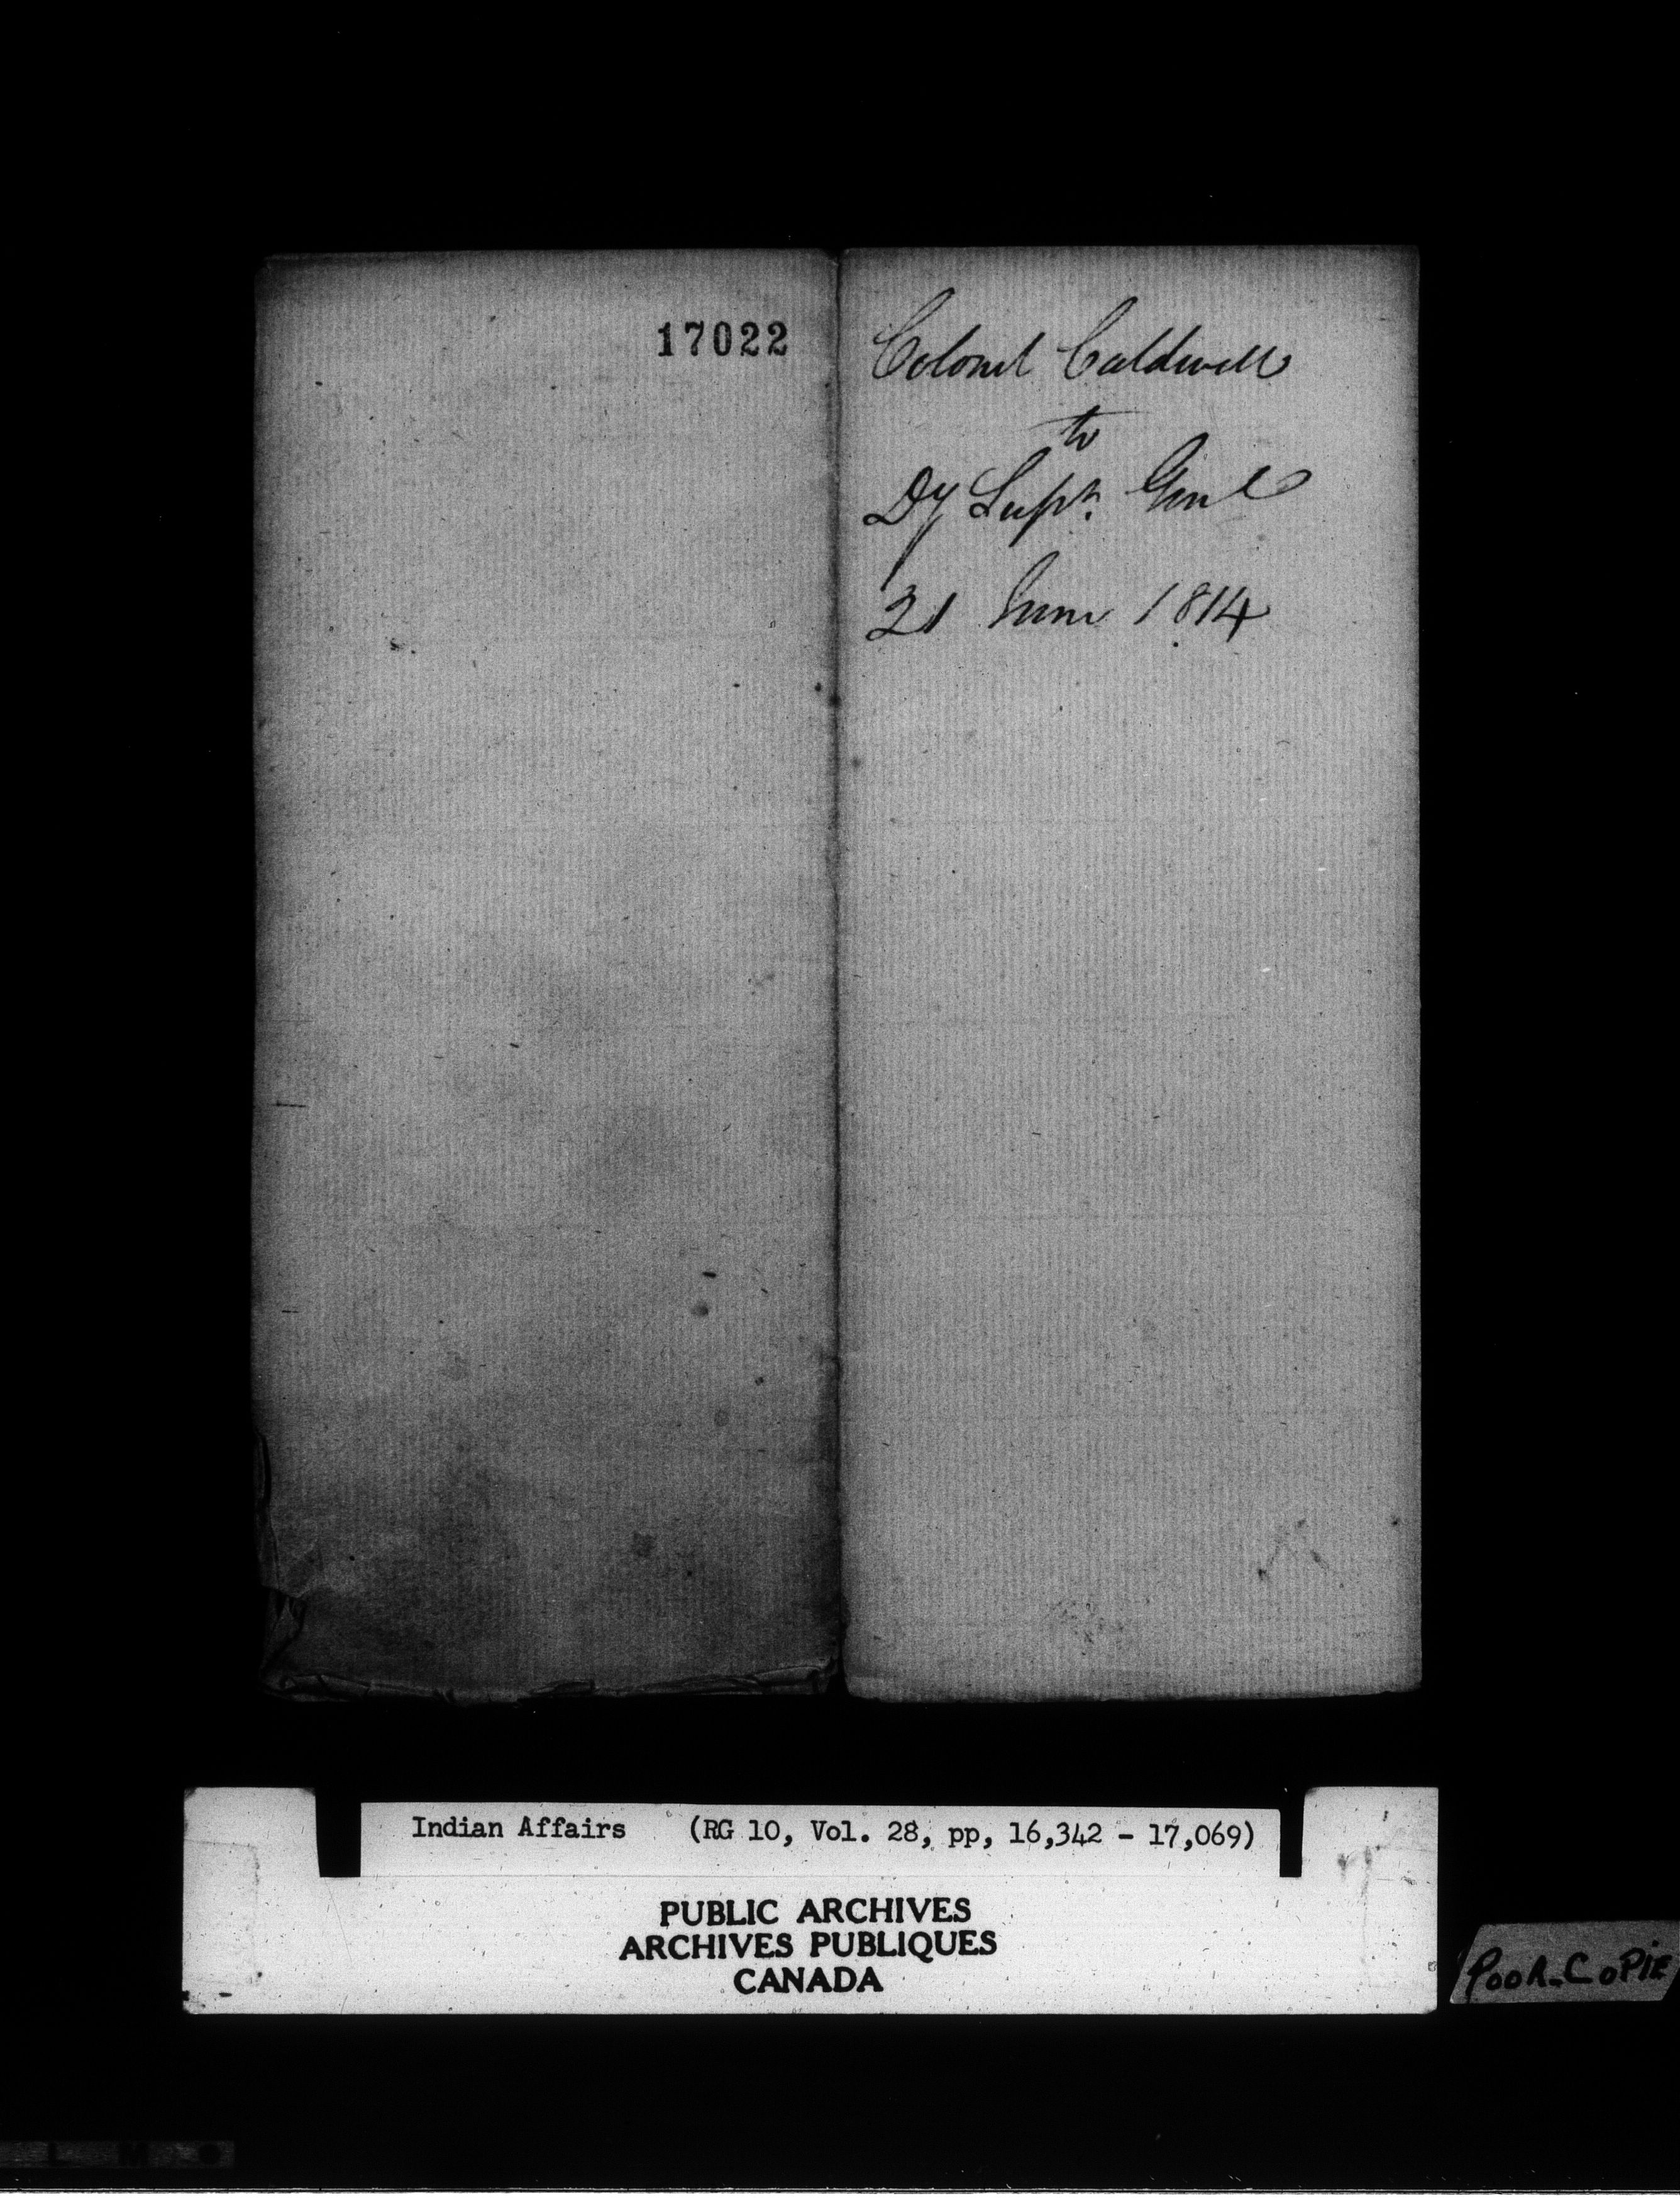 17022
Colonel Caldwell
to
Dy Supt. Genl
21 June 1814
Indian Affairs (RG 10, Vol. 28, pp, 16,342 - 17,069)
PUBLIC ARCHIVES
ARCHIVES PUBLIQUES
CANADA
POOR-COPIE